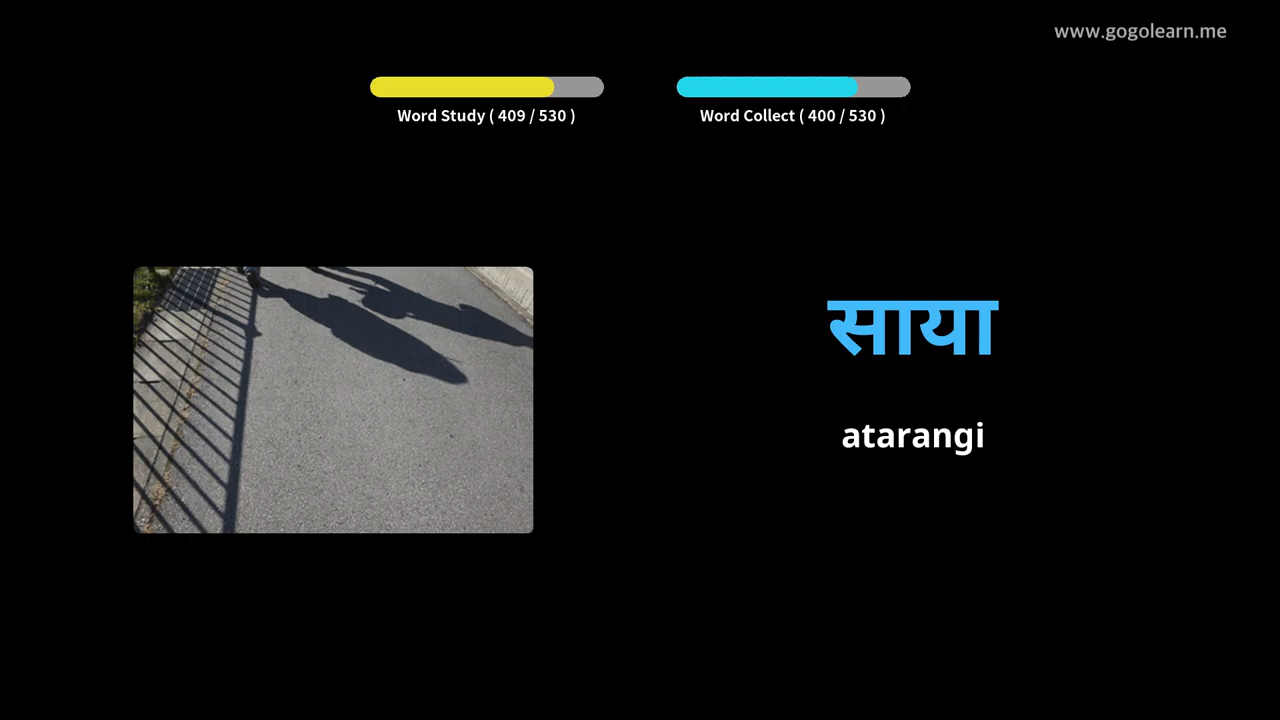 www.gogolearn.me
Word Study ( 409 / 530 )
Word Collect ( 400 / 530 )
साया
atarangi